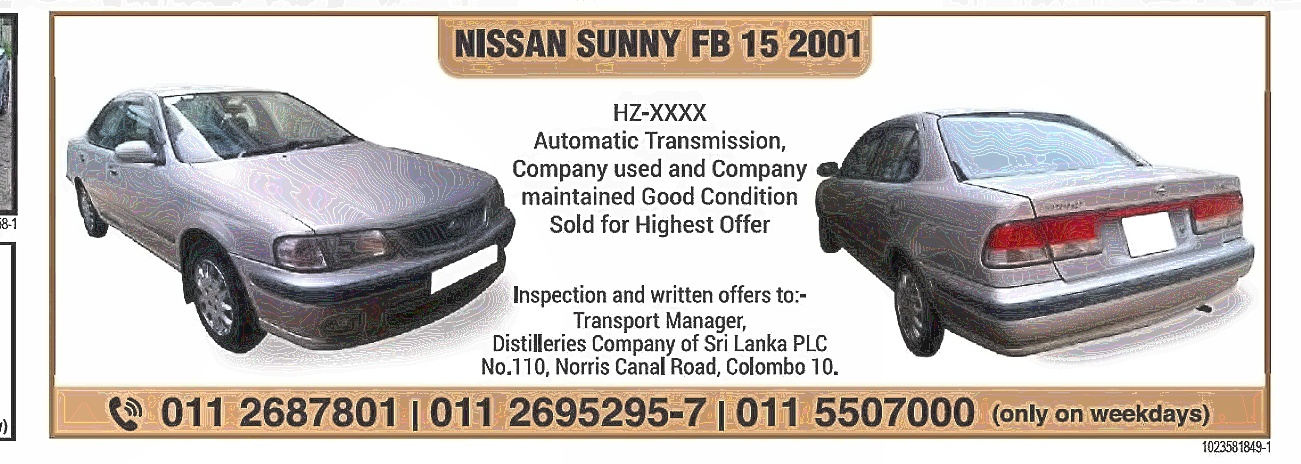 NISSAN SUNNY FB 15 2001
HZ-XXXX
Automatic Transmission,
Company used and Company
maintained Good Condition
Sold for Highest Offer
Inspection and written offers to:-
Transport Manager,
Distilleries Company of Sri Lanka PLC
No.110, Norris Canal Road, Colombo 10.
011 2687801 | 011 2695295-7 | 011 5507000 (only on weekdays)
1023581849-1